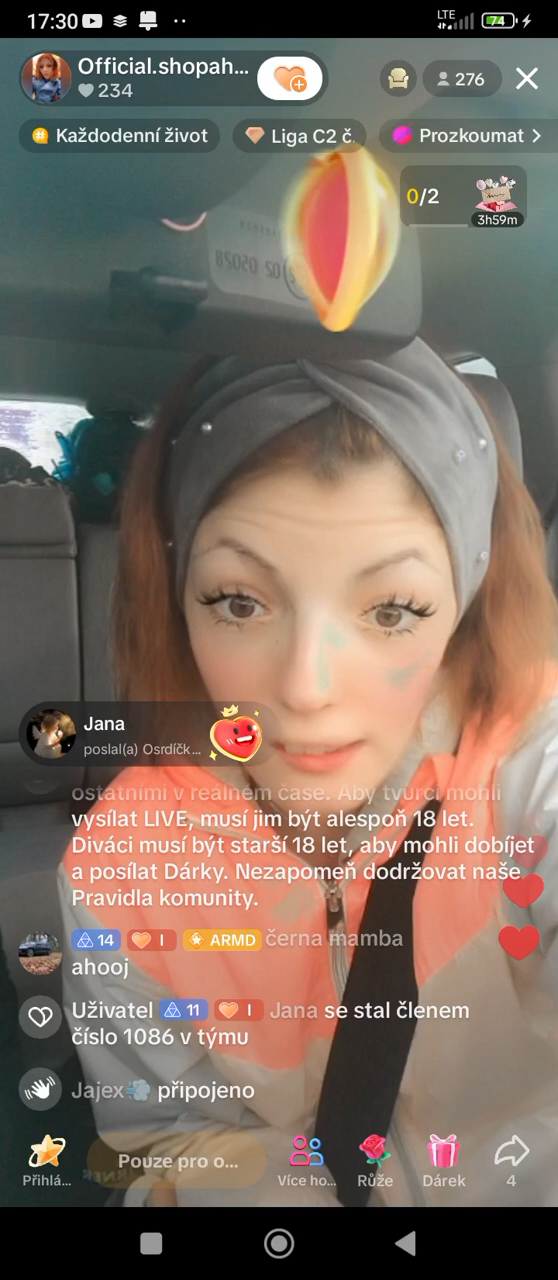 17:30
LTE
74
Official.shopah...
234
276
Každodenní život
Liga C2 č.
Prozkoumat
0/2
3h59m
Jana
poslal(a) Osrdíčk...
ostatními v reálném čase. Aby tvůrci mohli
vysílat LIVE, musí jim být alespoň 18 let.
Diváci musí být starší 18 let, aby mohli dobíjet
a posílat Dárky. Nezapomeň dodržovat naše
Pravidla komunity.
14 I ARMD černa mamba
ahooj
Uživatel 11 I Jana se stal členem
číslo 1086 v týmu
Jajex připojeno
Přihlá...
Pouze pro o...
Více ho...
Růže
Dárek
4